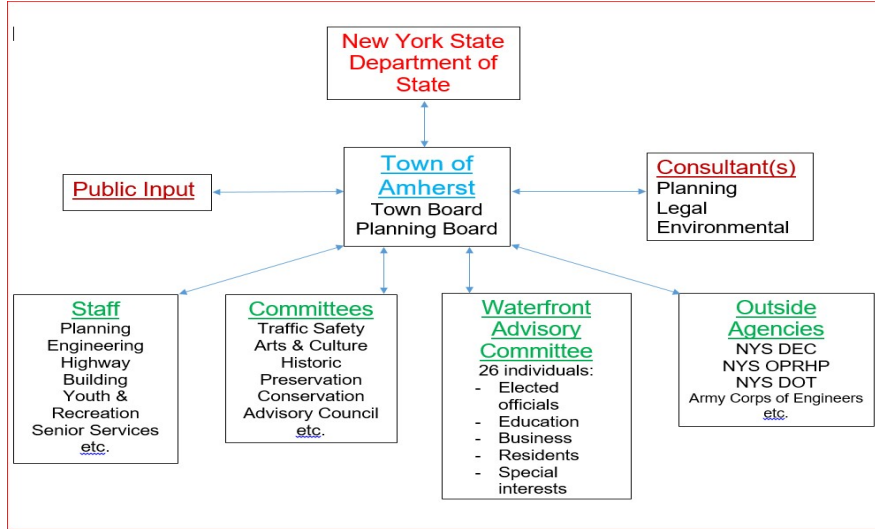 New York State
Department of
State
Public Input
Town of
Amherst
Town Board
Planning Board
Consultant(s)
Planning
Legal
Environmental
Staff
Planning
Engineering
Highway
Building
Youth &
Recreation
Senior Services
etc.
Committees
Traffic Safety
Arts & Culture
Historic
Preservation
Conservation
Advisory Council
etc.
Waterfront
Advisory
Committee
26 individuals:
- Elected
officials
- Education
- Business
- Residents
- Special
interests
Outside
Agencies
NYS DEC
NYS OPRHP
NYS DOT
Army Corps of Engineers
etc.